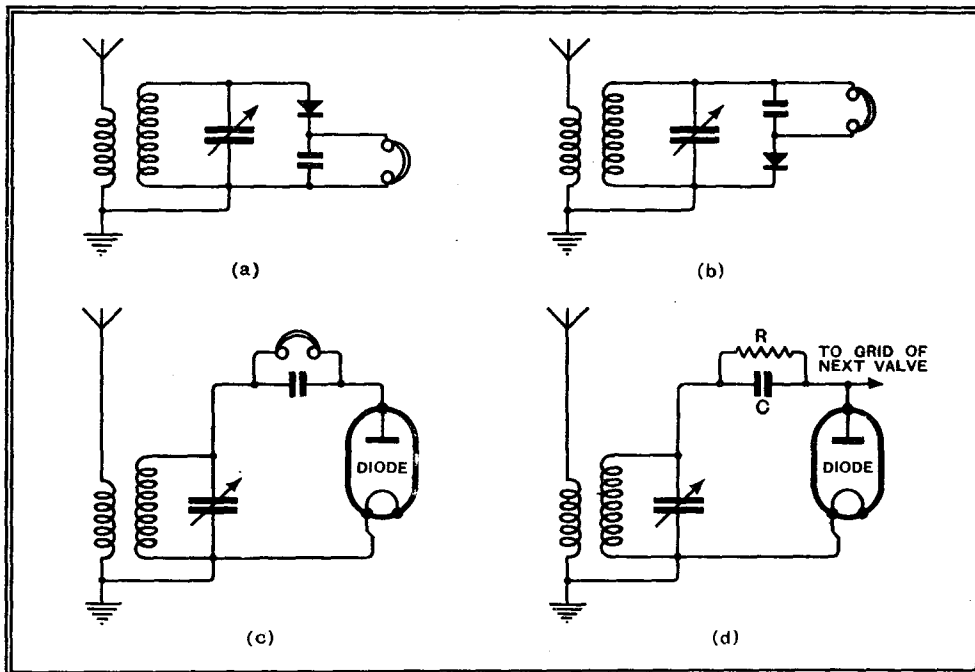 (a)
(b)
R
TO GRID OF
NEXT VALVE
C
DIODE
DIODE
(c)
(d)